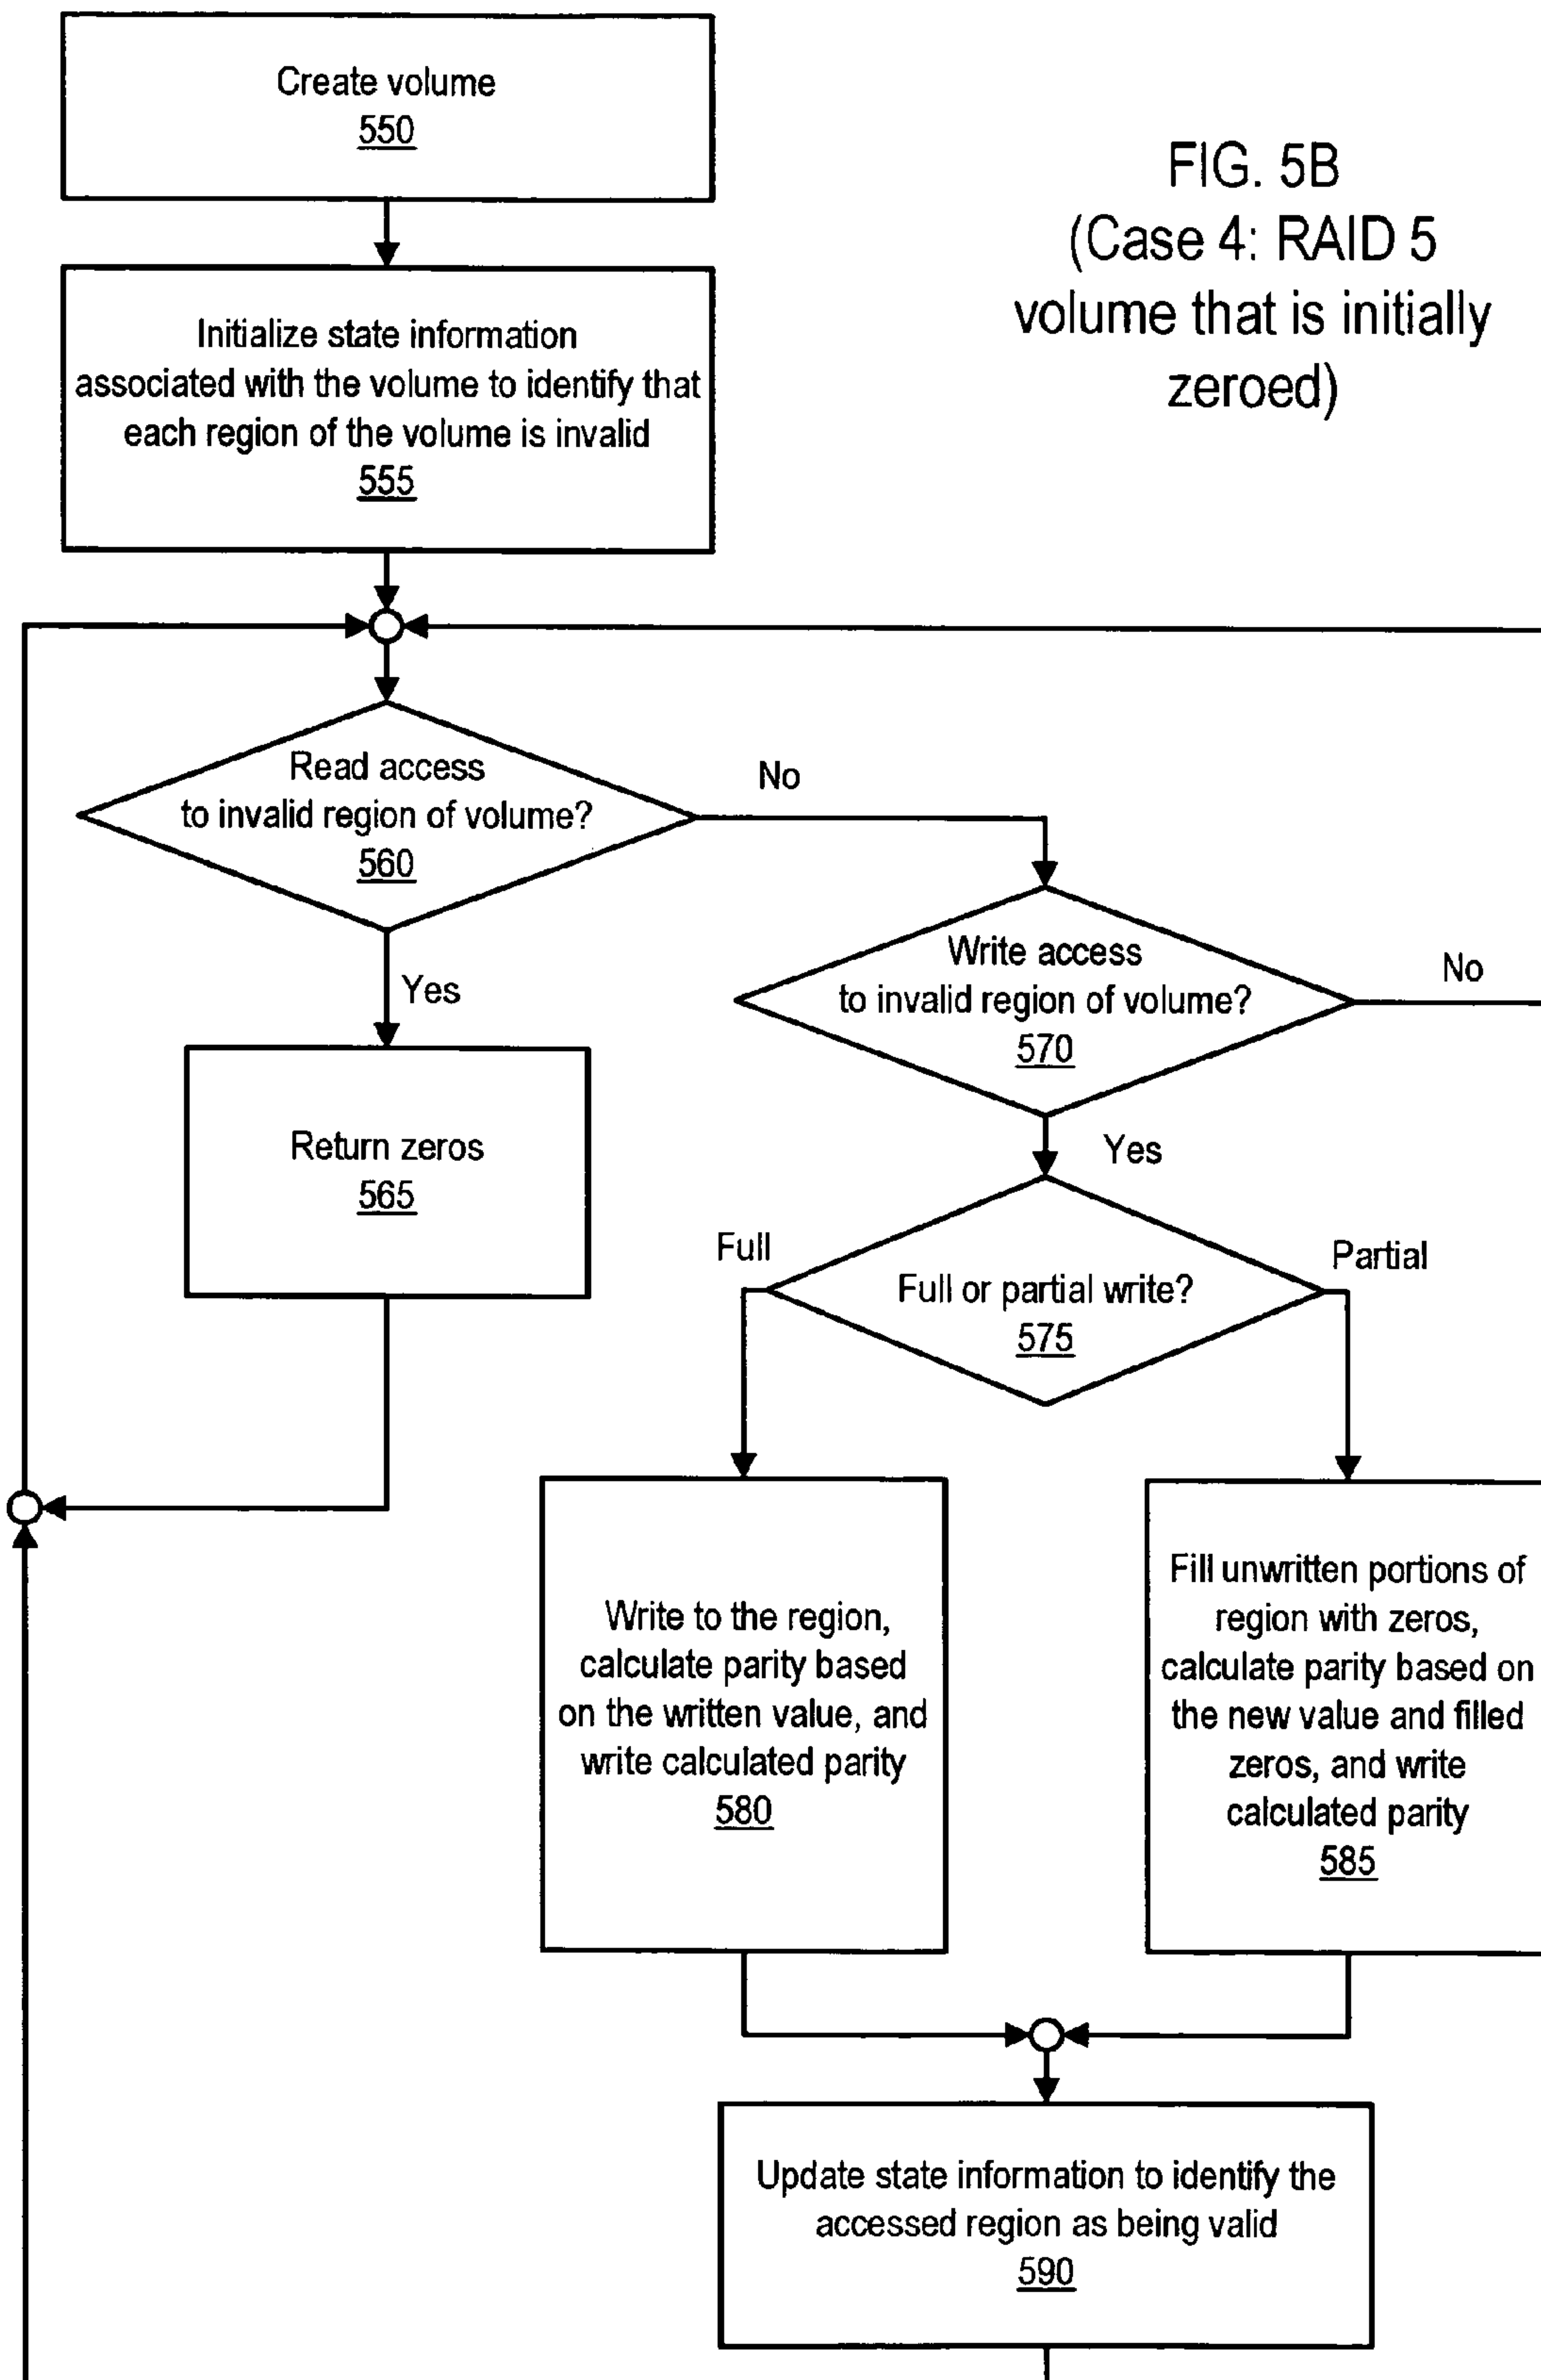 Create volume
550
FIG. 5B
(Case 4: RAID 5
volume that is initially
zeroed)
Initialize state information
associated with the volume to identify that
each region of the volume is invalid
555
Read access
to invalid region of volume?
560
No
Yes
Write access
to invalid region of volume?
570
No
Return zeros
565
Yes
Full
Full or partial write?
575
Partial
Write to the region,
calculate parity based
on the written value, and
write calculated parity
580
Fill unwritten portions of
region with zeros,
calculate parity based on
the new value and filled
zeros, and write
calculated parity
585
Update state information to identify the
accessed region as being valid
590